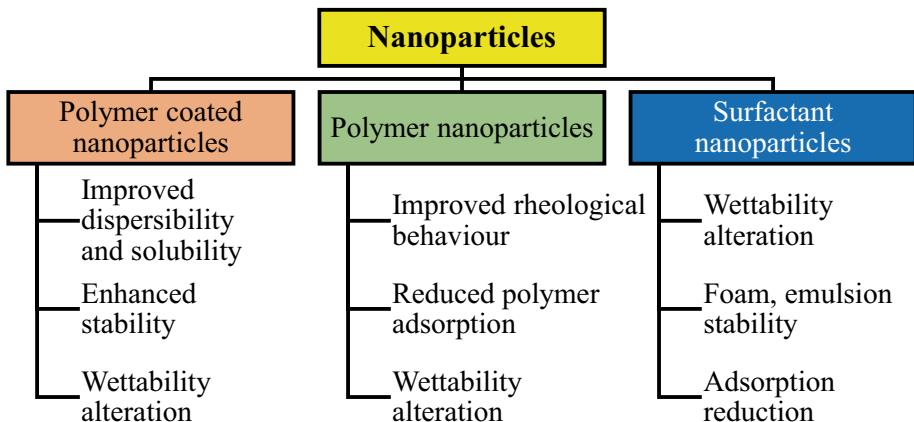 Nanoparticles
Polymer coated
nanoparticles
Improved
dispersibility
and solubility
Enhanced
stability
Wettability
alteration
Polymer nanoparticles
Improved rheological
behaviour
Reduced polymer
adsorption
Wettability
alteration
Surfactant
nanoparticles
Wettability
alteration
Foam, emulsion
stability
Adsorption
reduction